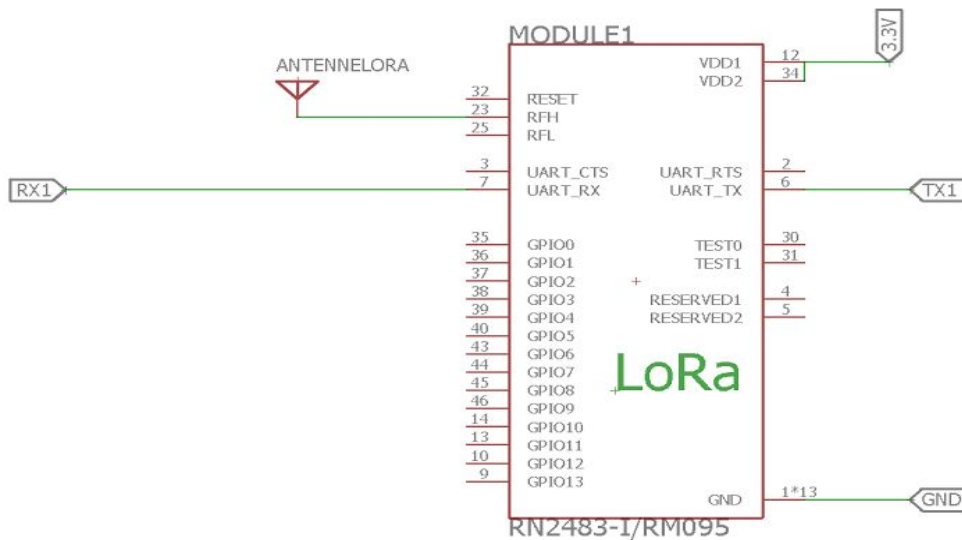 MODULE1
3.3V
ANTENNELORA
12 VDD1
34 VDD2
32 RESET
23 RFH
25 RFL
3 UART_CTS
UART_RTS 2
RX1
7 UART_RX
UART_TX 6
TX1
35 GPIO0
TEST0 30
36 GPIO1
TEST1 31
37 GPIO2
38 GPIO3
RESERVED1 4
39 GPIO4
RESERVED2 5
40 GPIO5
43 GPIO6
44 GPIO7
45 GPIO8
LoRa
46 GPIO9
14 GPIO10
13 GPIO11
10 GPIO12
9 GPIO13
GND 1*13
GND
RN2483-I/RM095